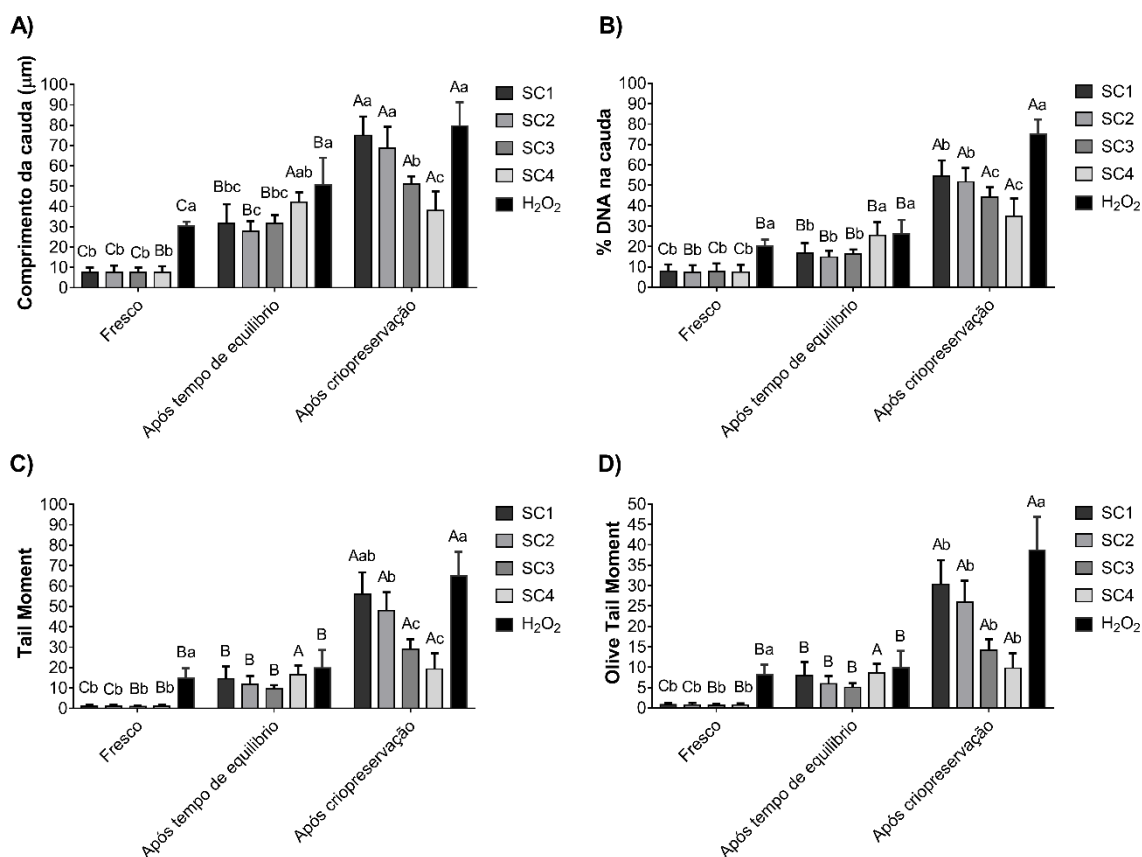 A)
Comprimento da cauda (µm)
100
90
80
70
60
50
40
30
20
10
0
Cb Cb Cb Bb Ca
Bbc Bc Bbc Aab Ba
Aa Aa Ab Ac Aa
Fresco
Após tempo de equilibrio
Após criopreservação
SC1
SC2
SC3
SC4
H₂O₂
B)
% DNA na cauda
100
90
80
70
60
50
40
30
20
10
0
Cb Bb Cb Cb Ba
Bb Bb Bb Ba Ba
Ab Ab Ac Ac Aa
Fresco
Após tempo de equilibrio
Após criopreservação
SC1
SC2
SC3
SC4
H₂O₂
C)
Tail Moment
100
90
80
70
60
50
40
30
20
10
0
Cb Cb Bb Bb Ba
B B B A B
Aab Ab Ac Ac Aa
Fresco
Após tempo de equilibrio
Após criopreservação
SC1
SC2
SC3
SC4
H₂O₂
D)
Olive Tail Moment
50
45
40
35
30
25
20
15
10
5
0
Cb Cb Bb Bb Ba
B B B A B
Ab Ab Ab Ab Aa
Fresco
Após tempo de equilibrio
Após criopreservação
SC1
SC2
SC3
SC4
H₂O₂